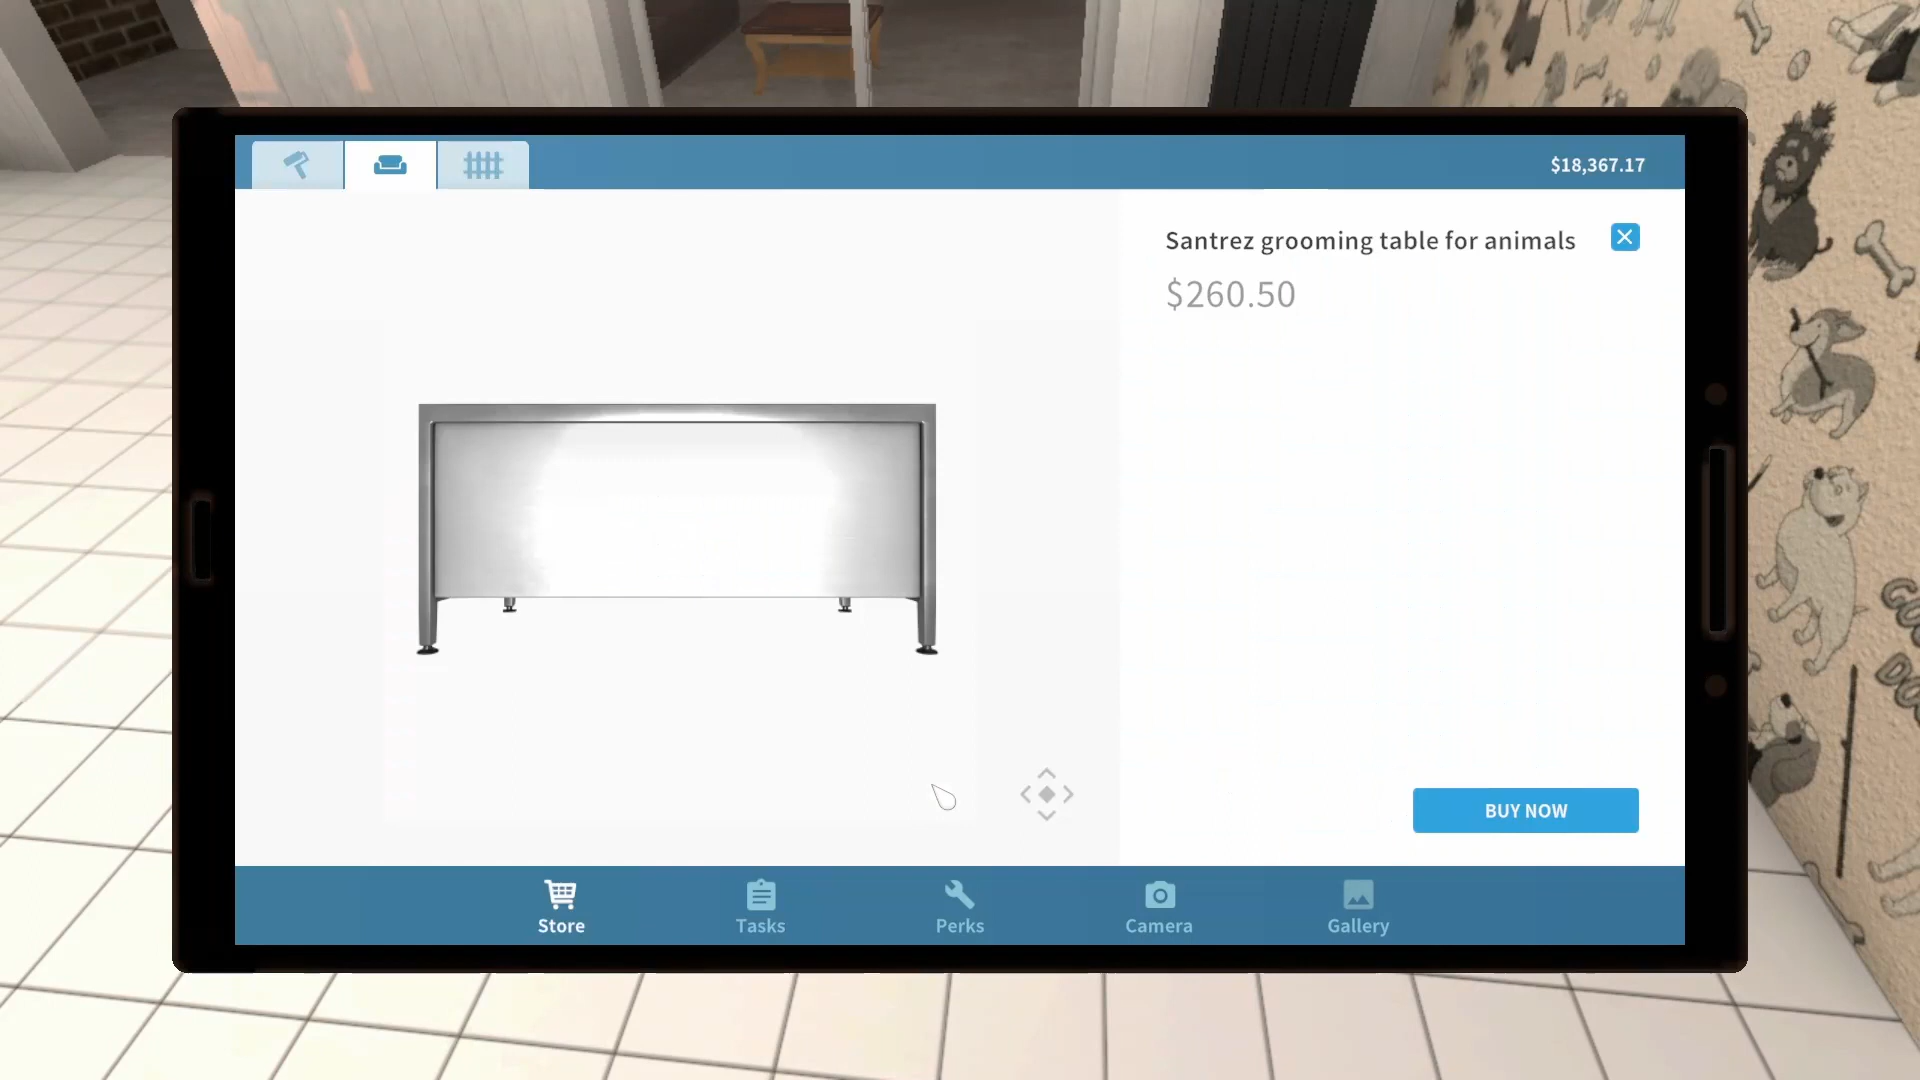 $18,367.17
Santrez grooming table for animals
$260.50
BUY NOW
Store
Tasks
Perks
Camera
Gallery